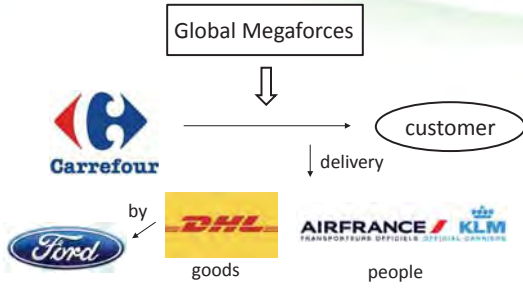 Global Megaforces
customer
Carrefour
delivery
by
DHL
AIRFRANCE KLM
TRANSPORTEURS OFFICIELS OFFICIAL CARRIERS
Ford
goods
people